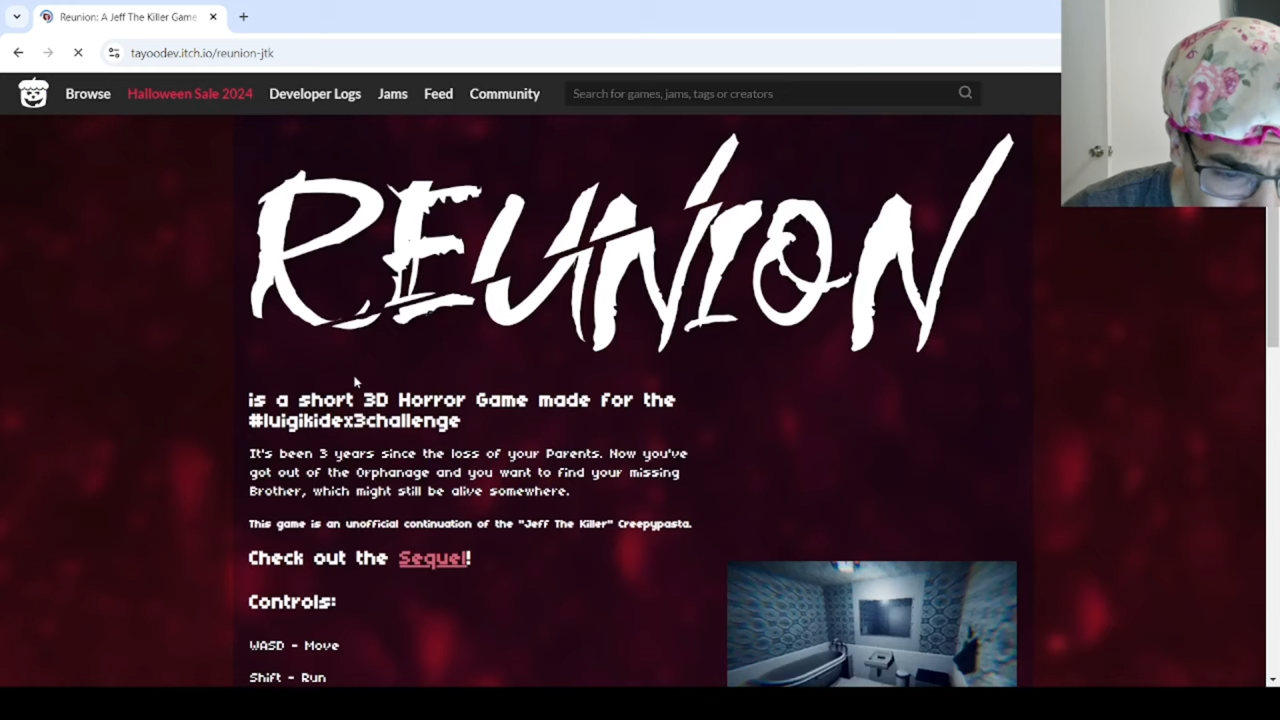 Reunion: A Jeff The Killer Game
tayoodev.itch.io/reunion-jtk
Browse Halloween Sale 2024 Developer Logs Jams Feed Community Search for games, jams, tags or creators
REUNION
is a short 3D Horror Game made for the
#luigikidex3challenge
It's been 3 years since the loss of your Parents. Now you've
got out of the Orphanage and you want to find your missing
Brother, which might still be alive somewhere.
This game is an unofficial continuation of the "Jeff The Killer" Creepypasta.
Check out the Sequel!
Controls:
WASD - Move
Shift - Run